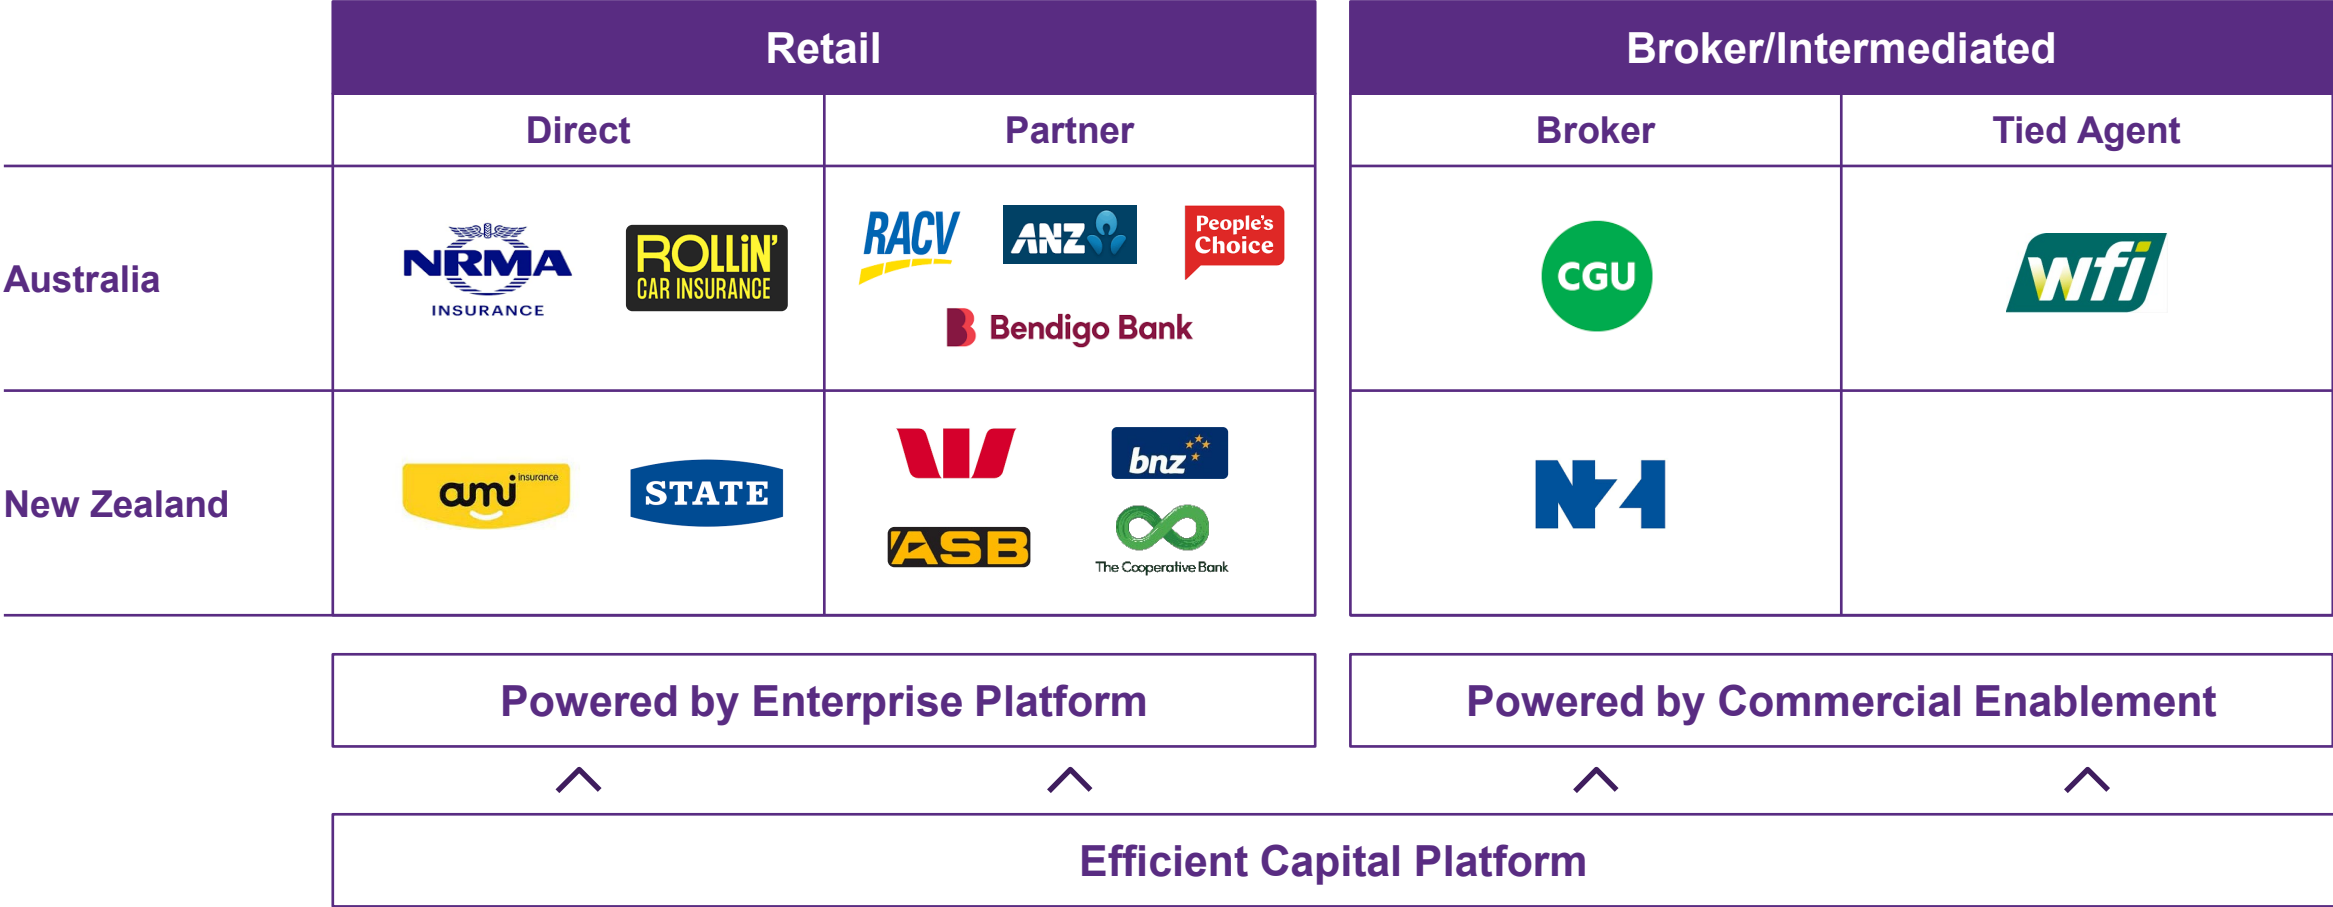 Retail
Broker/Intermediated
Direct
Partner
Broker
Tied Agent
Australia
NRMA
INSURANCE
ROLLiN'
CAR INSURANCE
RACV
ANZ
People's
Choice
Bendigo Bank
CGU
wfi
New Zealand
ami insurance
STATE
bnz
ASB
The Cooperative Bank
NZI
Powered by Enterprise Platform
Powered by Commercial Enablement
Efficient Capital Platform